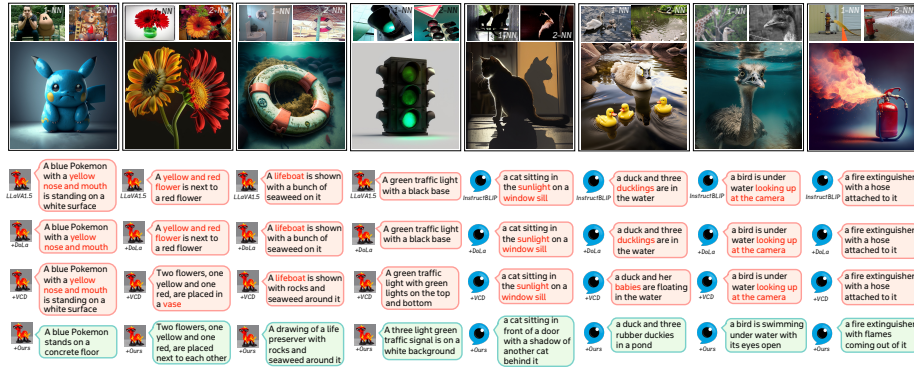 1-NN 2-NN 1-NN 2-NN 1-NN 2-NN 1-NN 2-NN 1-NN 2-NN 1-NN 2-NN 1-NN 2-NN 1-NN 2-NN
LLaVA1.5
A blue Pokemon
with a yellow
nose and mouth
is standing on a
white surface
LLaVA1.5
A yellow and red
flower is next to
a red flower
LLaVA1.5
A lifeboat is shown
with a bunch of
seaweed on it
LLaVA1.5
A green traffic light
with a black base
InstructBLIP
a cat sitting in
the sunlight on a
window sill
InstructBLIP
a duck and three
ducklings are in
the water
InstructBLIP
a bird is under
water looking up
at the camera
InstructBLIP
a fire extinguisher
with a hose
attached to it
+DoLa
A blue Pokemon
with a yellow
nose and mouth
+DoLa
A yellow and red
flower is next to
a red flower
+DoLa
A lifeboat is shown
with a bunch of
seaweed on it
+DoLa
A green traffic light
with a black base
+DoLa
a cat sitting in
the sunlight on a
window sill
+DoLa
a duck and three
ducklings are in
the water
+DoLa
a bird is under
water looking up
at the camera
+DoLa
a fire extinguisher
with a hose
attached to it
+VCD
A blue Pokemon
with a yellow
nose and mouth
is standing on a
white surface
+VCD
Two flowers, one
yellow and one
red, are placed in
a vase
+VCD
A lifeboat is shown
with rocks and
seaweed around it
+VCD
A green traffic
light with green
lights on the top
and bottom
+VCD
a cat sitting in
the sunlight on a
window sill
+VCD
a duck and her
babies are floating
in the water
+VCD
a bird is under
water looking up
at the camera
+VCD
a fire extinguisher
with a hose
attached to it
+Ours
A blue Pokemon
stands on a
concrete floor
+Ours
Two flowers, one
yellow and one
red, are placed
next to each other
+Ours
A drawing of a life
preserver with
rocks and
seaweed around it
+Ours
A three light green
traffic signal is on a
white background
+Ours
a cat sitting in
front of a door
with a shadow of
another cat
behind it
+Ours
a duck and three
rubber duckies
in a pond
+Ours
a bird is swimming
under water with
its eyes open
+Ours
a fire extinguisher
with flames
coming out of it